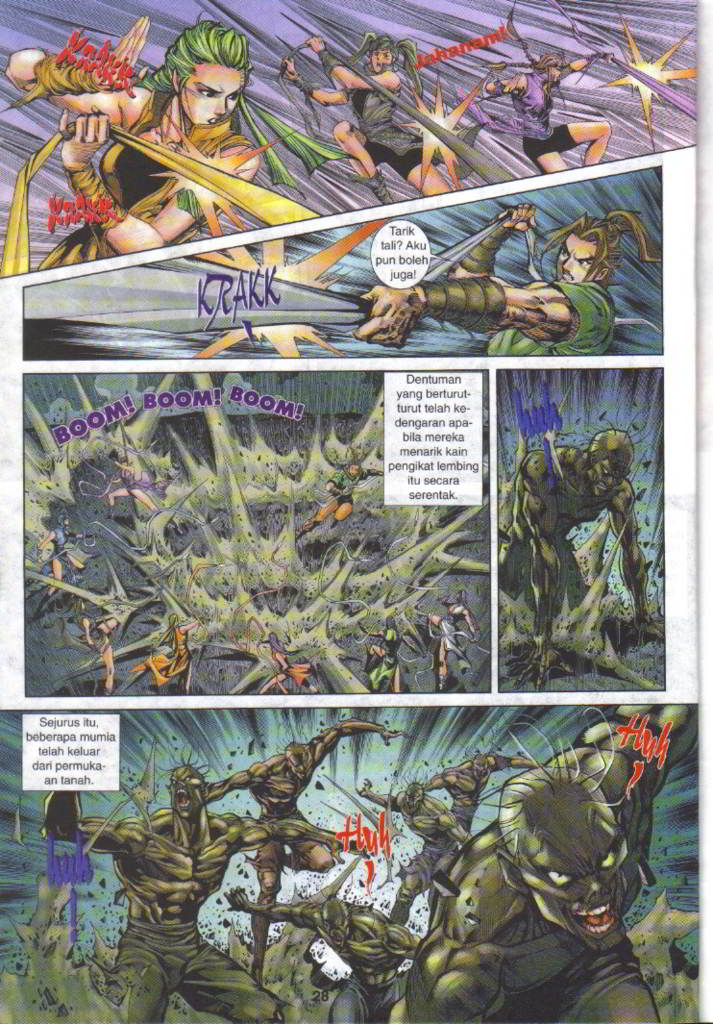 Krakkk
Jahanam!
Krakkk
Tarik
tali? Aku
pun boleh
juga!
KRAKK
BOOM! BOOM! BOOM!
Dentuman
yang berturut-
turut telah ke-
dengaran apa-
bila mereka
menarik kain
pengikat lembing
itu secara
serentak.
huh
Sejurus itu,
beberapa mumia
telah keluar
dari permuka-
an tanah.
Huh
!
Huh
!
huh
!
28